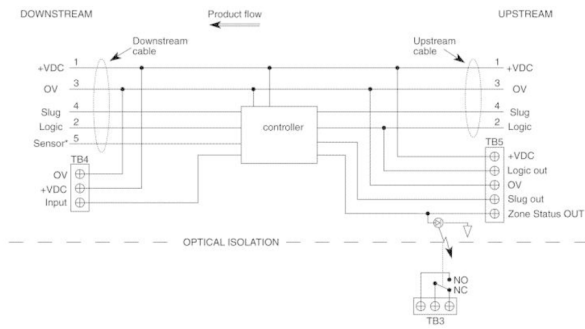 DOWNSTREAM
Product flow
UPSTREAM
Downstream
cable
Upstream
cable
+VDC 1
1 +VDC
OV 3
3 OV
Slug 4
4 Slug
Logic 2
2 Logic
Sensor* 5
controller
TB4
OV
+VDC
Input
TB5
+VDC
Logic out
OV
Slug out
Zone Status OUT
OPTICAL ISOLATION
NO
NC
TB3